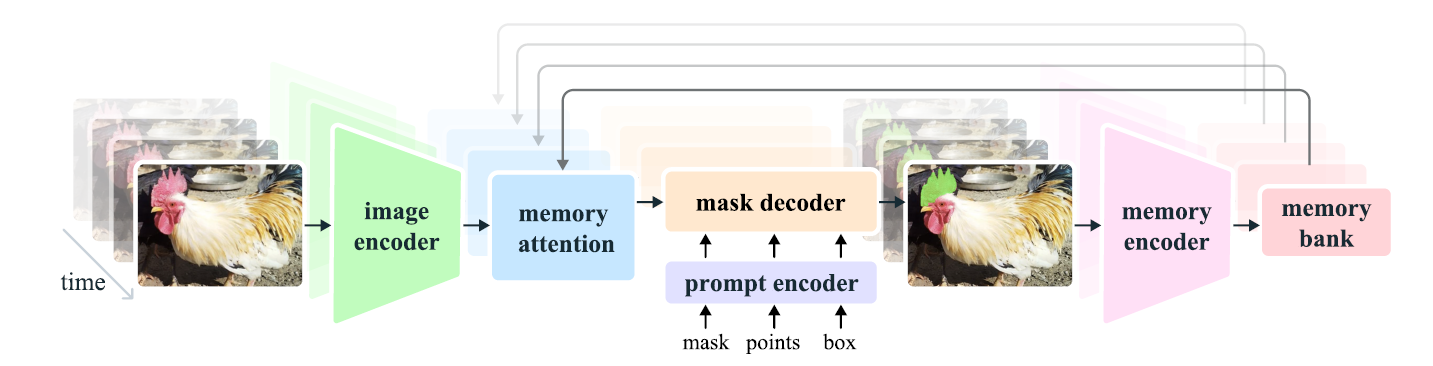 time
image
encoder
memory
attention
mask decoder
prompt encoder
mask points box
memory
encoder
memory
bank